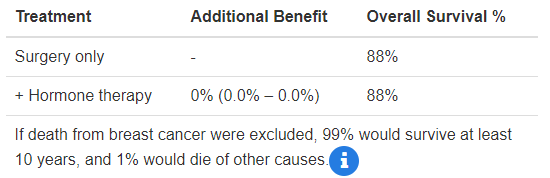 Treatment Additional Benefit Overall Survival %
Surgery only - 88%
+ Hormone therapy 0% (0.0% – 0.0%) 88%
If death from breast cancer were excluded, 99% would survive at least
10 years, and 1% would die of other causes. i